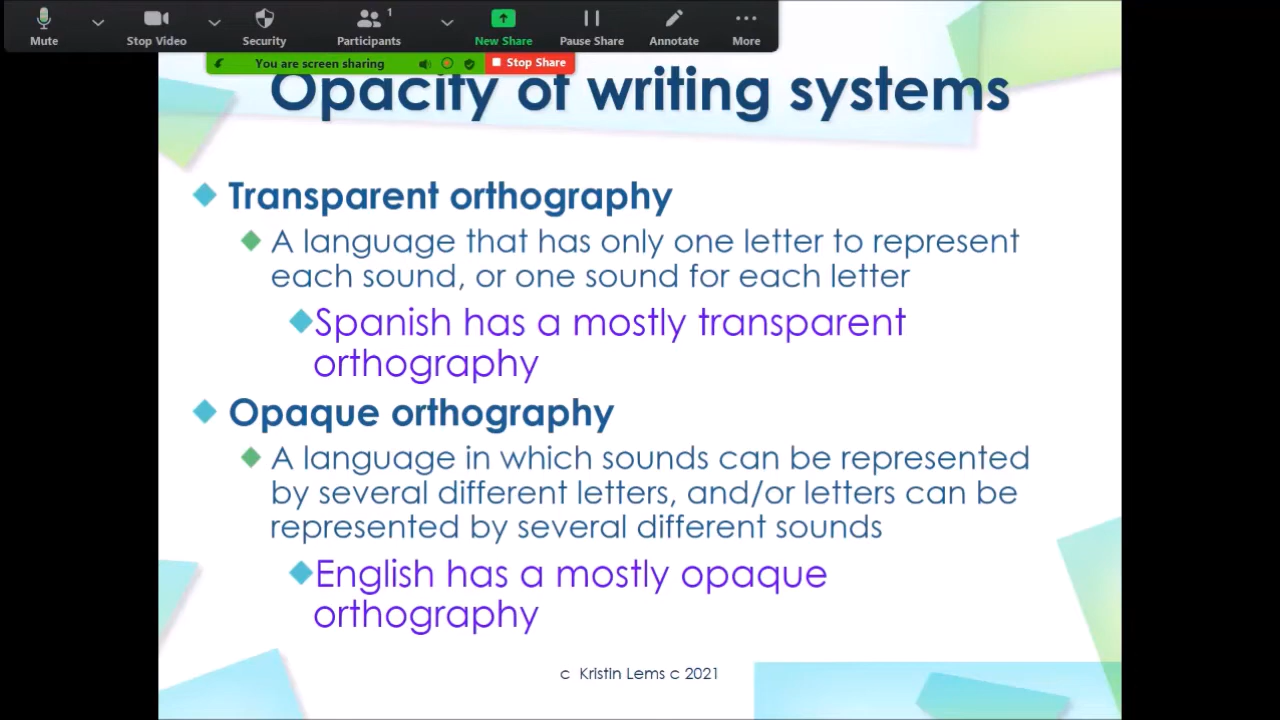 1
Mute
Stop Video
Security
Participants
New Share
Pause Share
Annotate
More
You are screen sharing
Stop Share
Opacity of writing systems
Transparent orthography
A language that has only one letter to represent
each sound, or one sound for each letter
Spanish has a mostly transparent
orthography
Opaque orthography
A language in which sounds can be represented
by several different letters, and/or letters can be
represented by several different sounds
English has a mostly opaque
orthography
c Kristin Lems c 2021